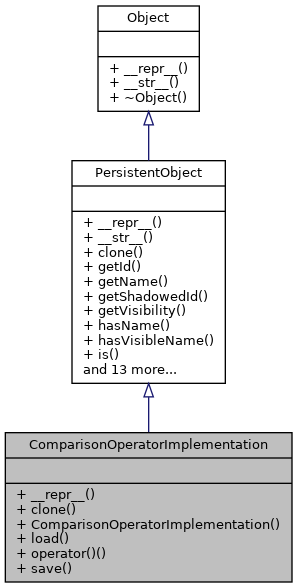 Object
+ __repr__()
+ __str__()
+ ~Object()
PersistentObject
+ __repr__()
+ __str__()
+ clone()
+ getId()
+ getName()
+ getShadowedId()
+ getVisibility()
+ hasName()
+ hasVisibleName()
+ is()
and 13 more...
ComparisonOperatorImplementation
+ __repr__()
+ clone()
+ ComparisonOperatorImplementation()
+ load()
+ operator()()
+ save()